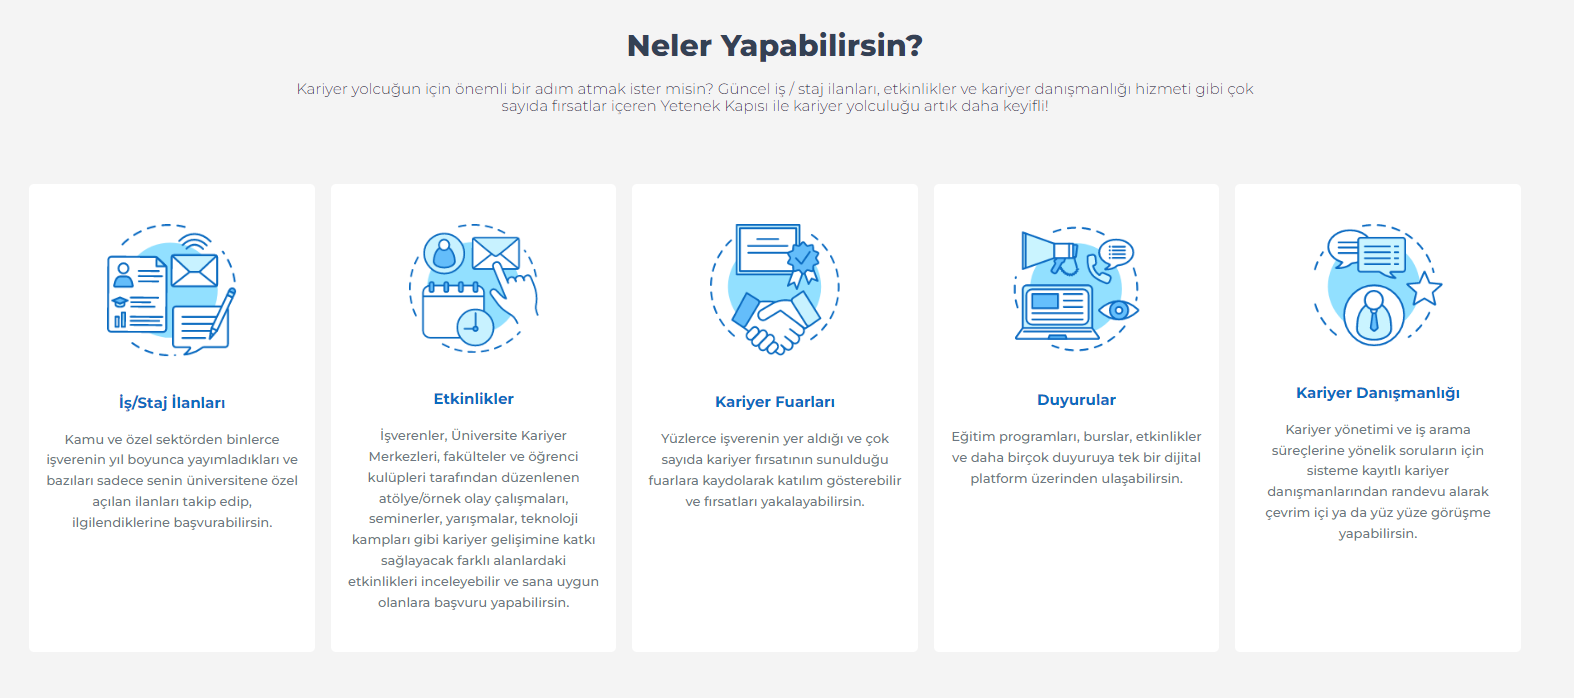 Neler Yapabilirsin?
Kariyer yolcuğun için önemli bir adım atmak ister misin? Güncel iş / staj ilanları, etkinlikler ve kariyer danışmanlığı hizmeti gibi çok
sayıda fırsatlar içeren Yetenek Kapısı ile kariyer yolculuğu artık daha keyifli!
İş/Staj İlanları
Kamu ve özel sektörden binlerce
işverenin yıl boyunca yayımladıkları ve
bazıları sadece senin üniversitene özel
açılan ilanları takip edip,
ilgilendiklerine başvurabilirsin.
Etkinlikler
İşverenler, Üniversite Kariyer
Merkezleri, fakülteler ve öğrenci
kulüpleri tarafından düzenlenen
atölye/örnek olay çalışmaları,
seminerler, yarışmalar, teknoloji
kampları gibi kariyer gelişimine katkı
sağlayacak farklı alanlardaki
etkinlikleri inceleyebilir ve sana uygun
olanlara başvuru yapabilirsin.
Kariyer Fuarları
Yüzlerce işverenin yer aldığı ve çok
sayıda kariyer fırsatının sunulduğu
fuarlara kaydolarak katılım gösterebilir
ve fırsatları yakalayabilirsin.
Duyurular
Eğitim programları, burslar, etkinlikler
ve daha birçok duyuruya tek bir dijital
platform üzerinden ulaşabilirsin.
Kariyer Danışmanlığı
Kariyer yönetimi ve iş arama
süreçlerine yönelik soruların için
sisteme kayıtlı kariyer
danışmanlarından randevu alarak
çevrim içi ya da yüz yüze görüşme
yapabilirsin.